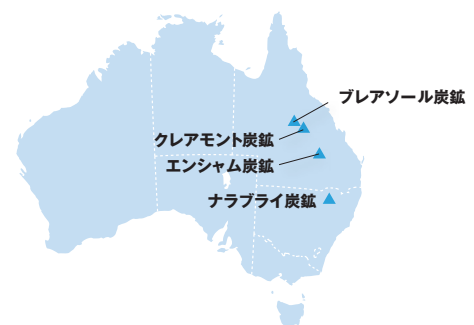 ブレアソール炭鉱
クレアモント炭鉱
エンシャム炭鉱
ナラブライ炭鉱